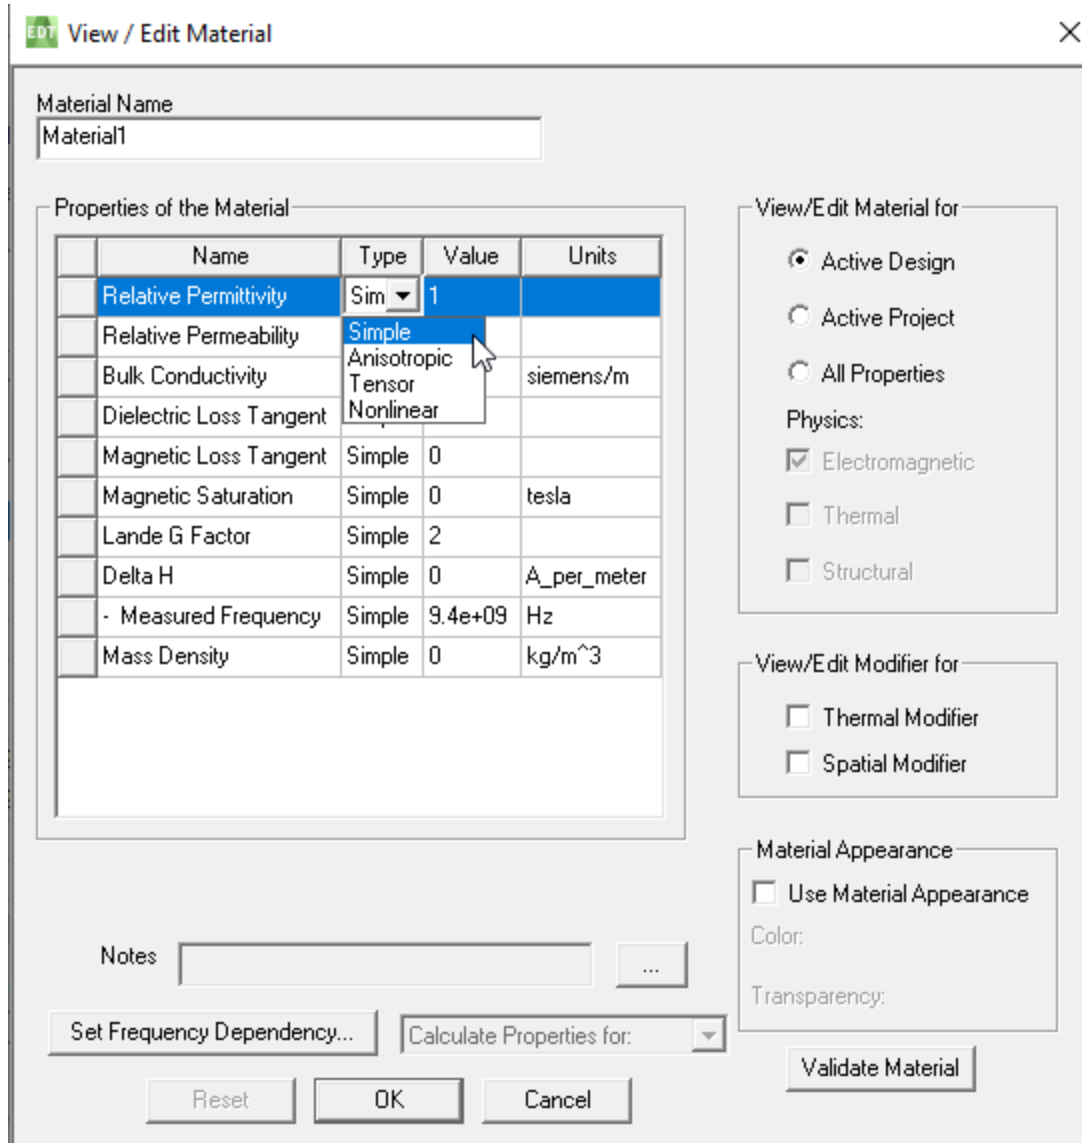 EDT View / Edit Material
Material Name
Material1
Properties of the Material
Name Type Value Units
Relative Permittivity Sim 1
Relative Permeability
Bulk Conductivity siemens/m
Dielectric Loss Tangent
Simple
Anisotropic
Tensor
Nonlinear
Magnetic Loss Tangent Simple 0
Magnetic Saturation Simple 0 tesla
Lande G Factor Simple 2
Delta H Simple 0 A_per_meter
- Measured Frequency Simple 9.4e+09 Hz
Mass Density Simple 0 kg/m^3
View/Edit Material for
Active Design
Active Project
All Properties
Physics:
Electromagnetic
Thermal
Structural
View/Edit Modifier for
Thermal Modifier
Spatial Modifier
Material Appearance
Use Material Appearance
Color:
Transparency:
Notes ...
Set Frequency Dependency... Calculate Properties for:
Validate Material
Reset OK Cancel